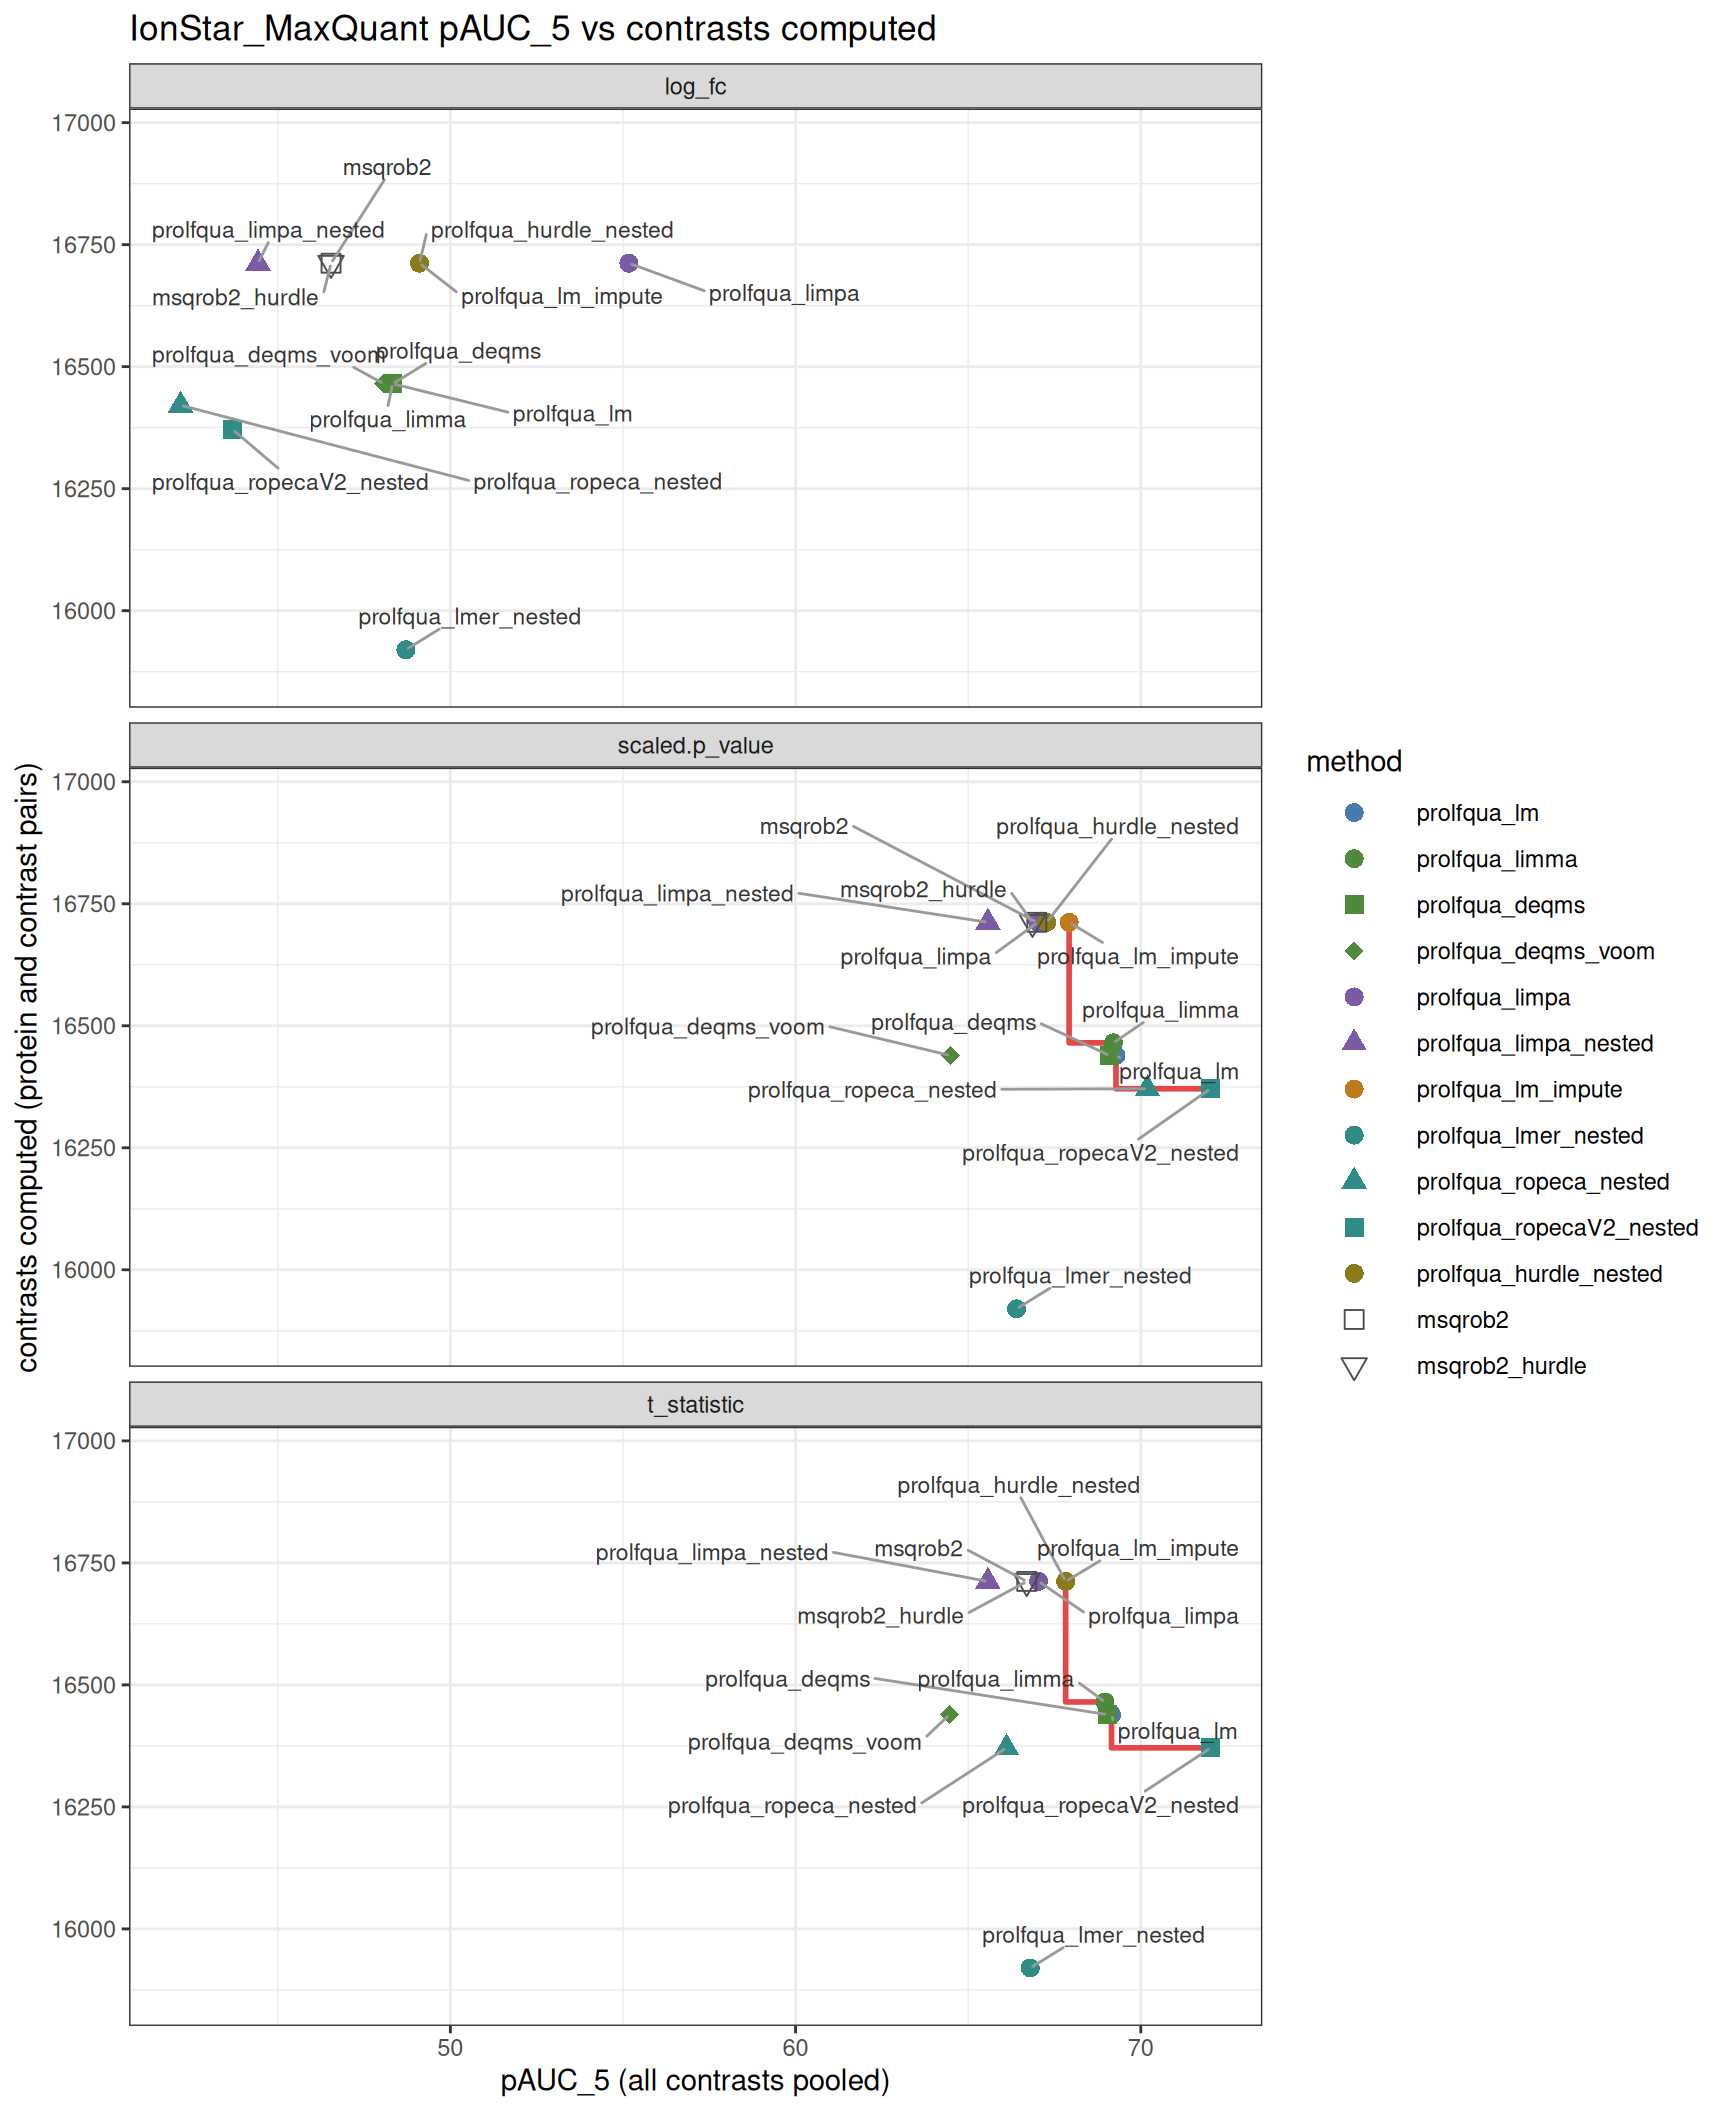 IonStar_MaxQuant pAUC_5 vs contrasts computed
log_fc
17000
16750
16500
16250
16000
msqrob2
prolfqua_limpa_nested
prolfqua_hurdle_nested
msqrob2_hurdle
prolfqua_lm_impute
prolfqua_limpa
prolfqua_deqms_voom
prolfqua_deqms
prolfqua_limma
prolfqua_lm
prolfqua_ropecaV2_nested
prolfqua_ropeca_nested
prolfqua_lmer_nested
contrasts computed (protein and contrast pairs)
scaled.p_value
17000
16750
16500
16250
16000
msqrob2
prolfqua_hurdle_nested
prolfqua_limpa_nested
msqrob2_hurdle
prolfqua_limpa
prolfqua_lm_impute
prolfqua_limma
prolfqua_deqms_voom
prolfqua_deqms
prolfqua_lm
prolfqua_ropeca_nested
prolfqua_ropecaV2_nested
prolfqua_lmer_nested
t_statistic
17000
16750
16500
16250
16000
prolfqua_hurdle_nested
prolfqua_limpa_nested
msqrob2
prolfqua_lm_impute
msqrob2_hurdle
prolfqua_limpa
prolfqua_deqms
prolfqua_limma
prolfqua_lm
prolfqua_deqms_voom
prolfqua_ropeca_nested
prolfqua_ropecaV2_nested
prolfqua_lmer_nested
50
60
70
pAUC_5 (all contrasts pooled)
method
prolfqua_lm
prolfqua_limma
prolfqua_deqms
prolfqua_deqms_voom
prolfqua_limpa
prolfqua_limpa_nested
prolfqua_lm_impute
prolfqua_lmer_nested
prolfqua_ropeca_nested
prolfqua_ropecaV2_nested
prolfqua_hurdle_nested
msqrob2
msqrob2_hurdle